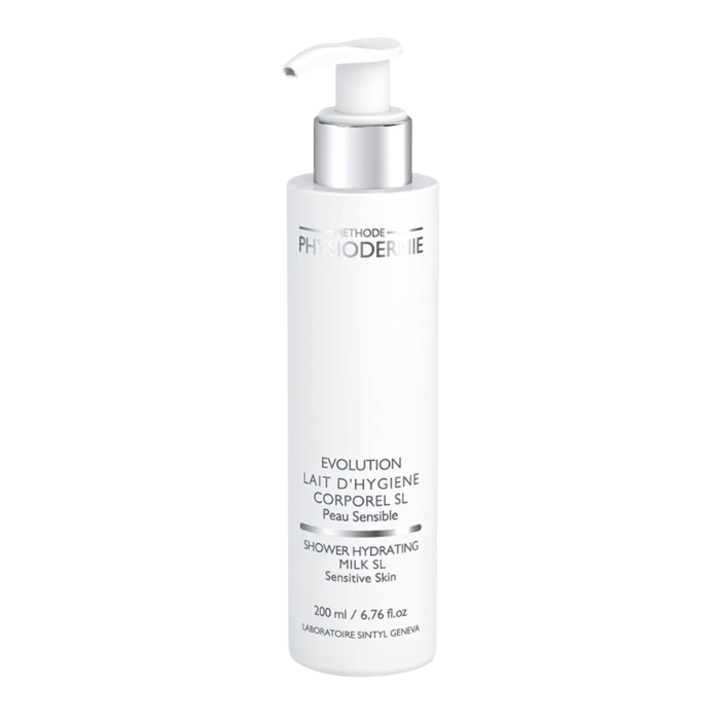 METHODE
PHYSIODERMIE
EVOLUTION
LAIT D'HYGIENE
CORPOREL SL
Peau Sensible
SHOWER HYDRATING
MILK SL
Sensitive Skin
200 ml / 6.76 fl.oz
LABORATOIRE SINTYL GENEVA